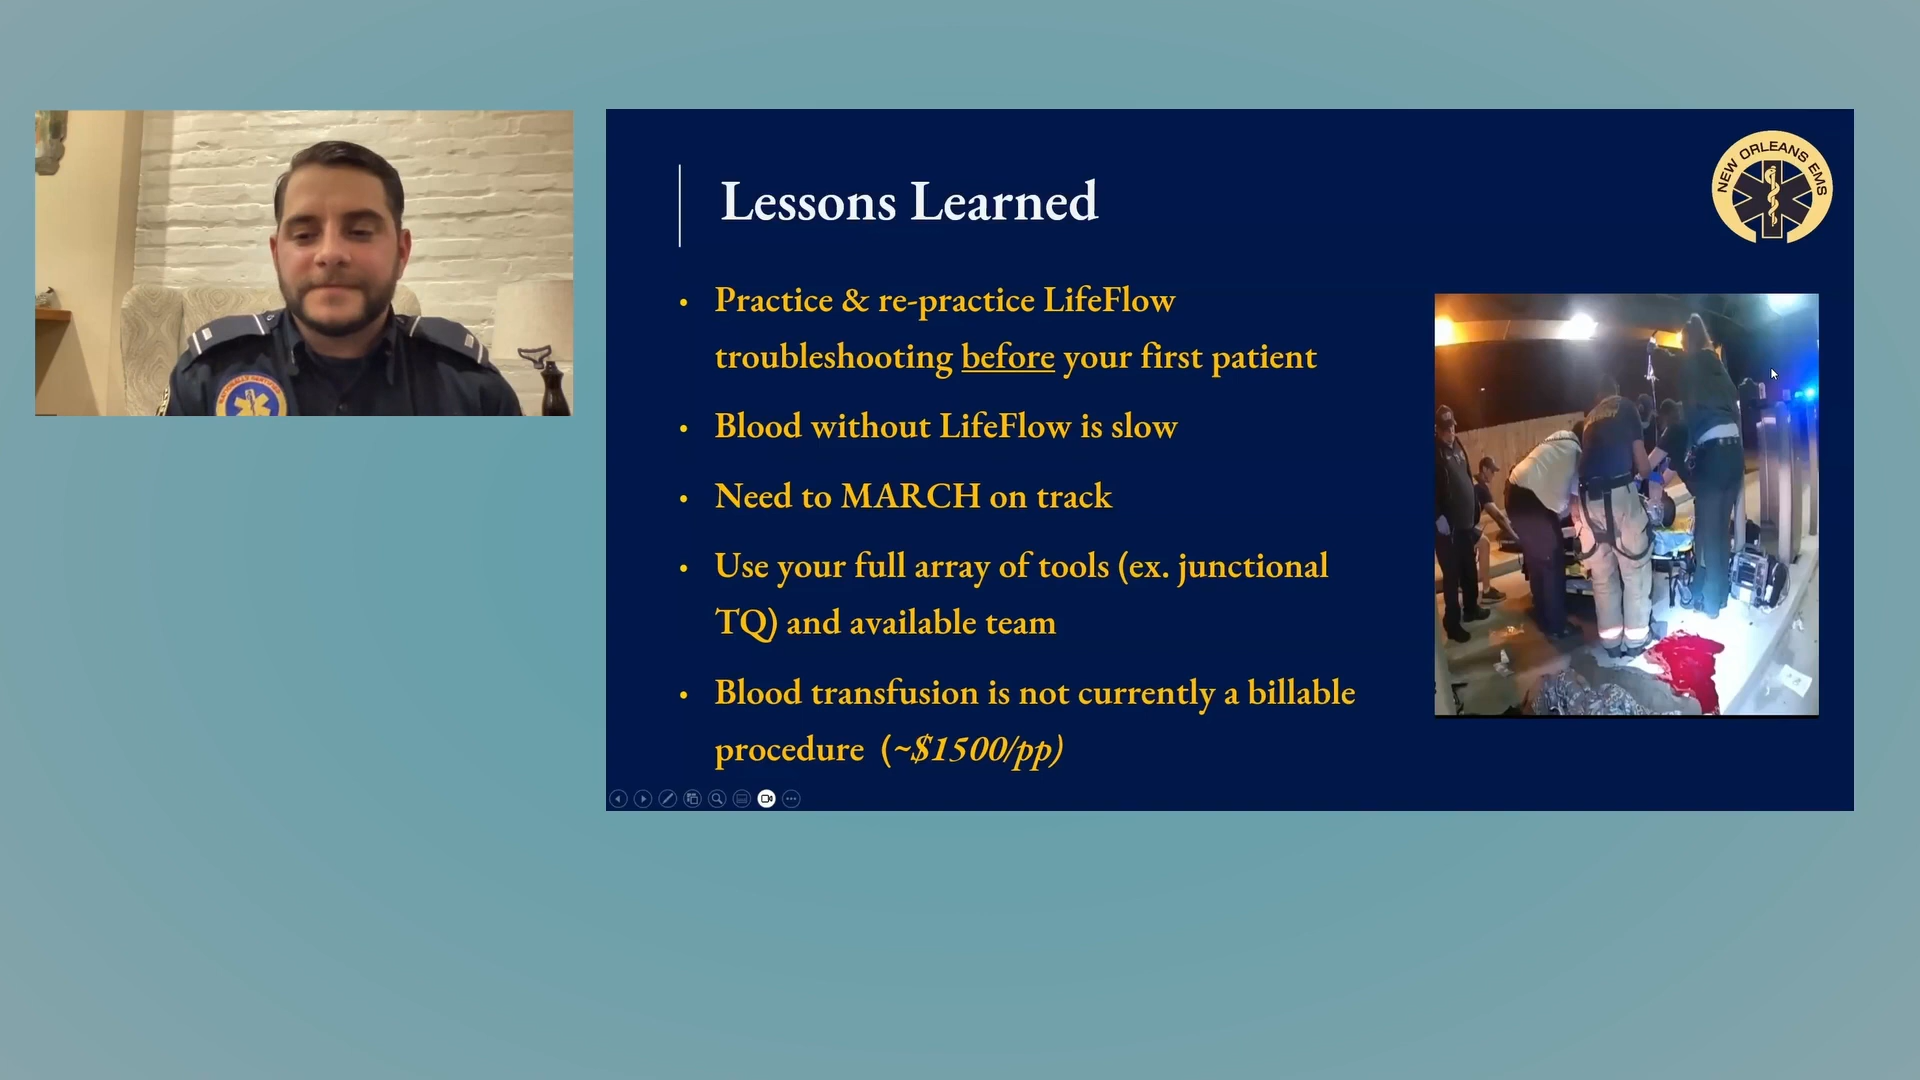 NATIONALLY CERTIFIED
Lessons Learned
NEW ORLEANS EMS
• Practice & re-practice LifeFlow
troubleshooting before your first patient
• Blood without LifeFlow is slow
• Need to MARCH on track
• Use your full array of tools (ex. junctional
TQ) and available team
• Blood transfusion is not currently a billable
procedure (~$1500/pp)